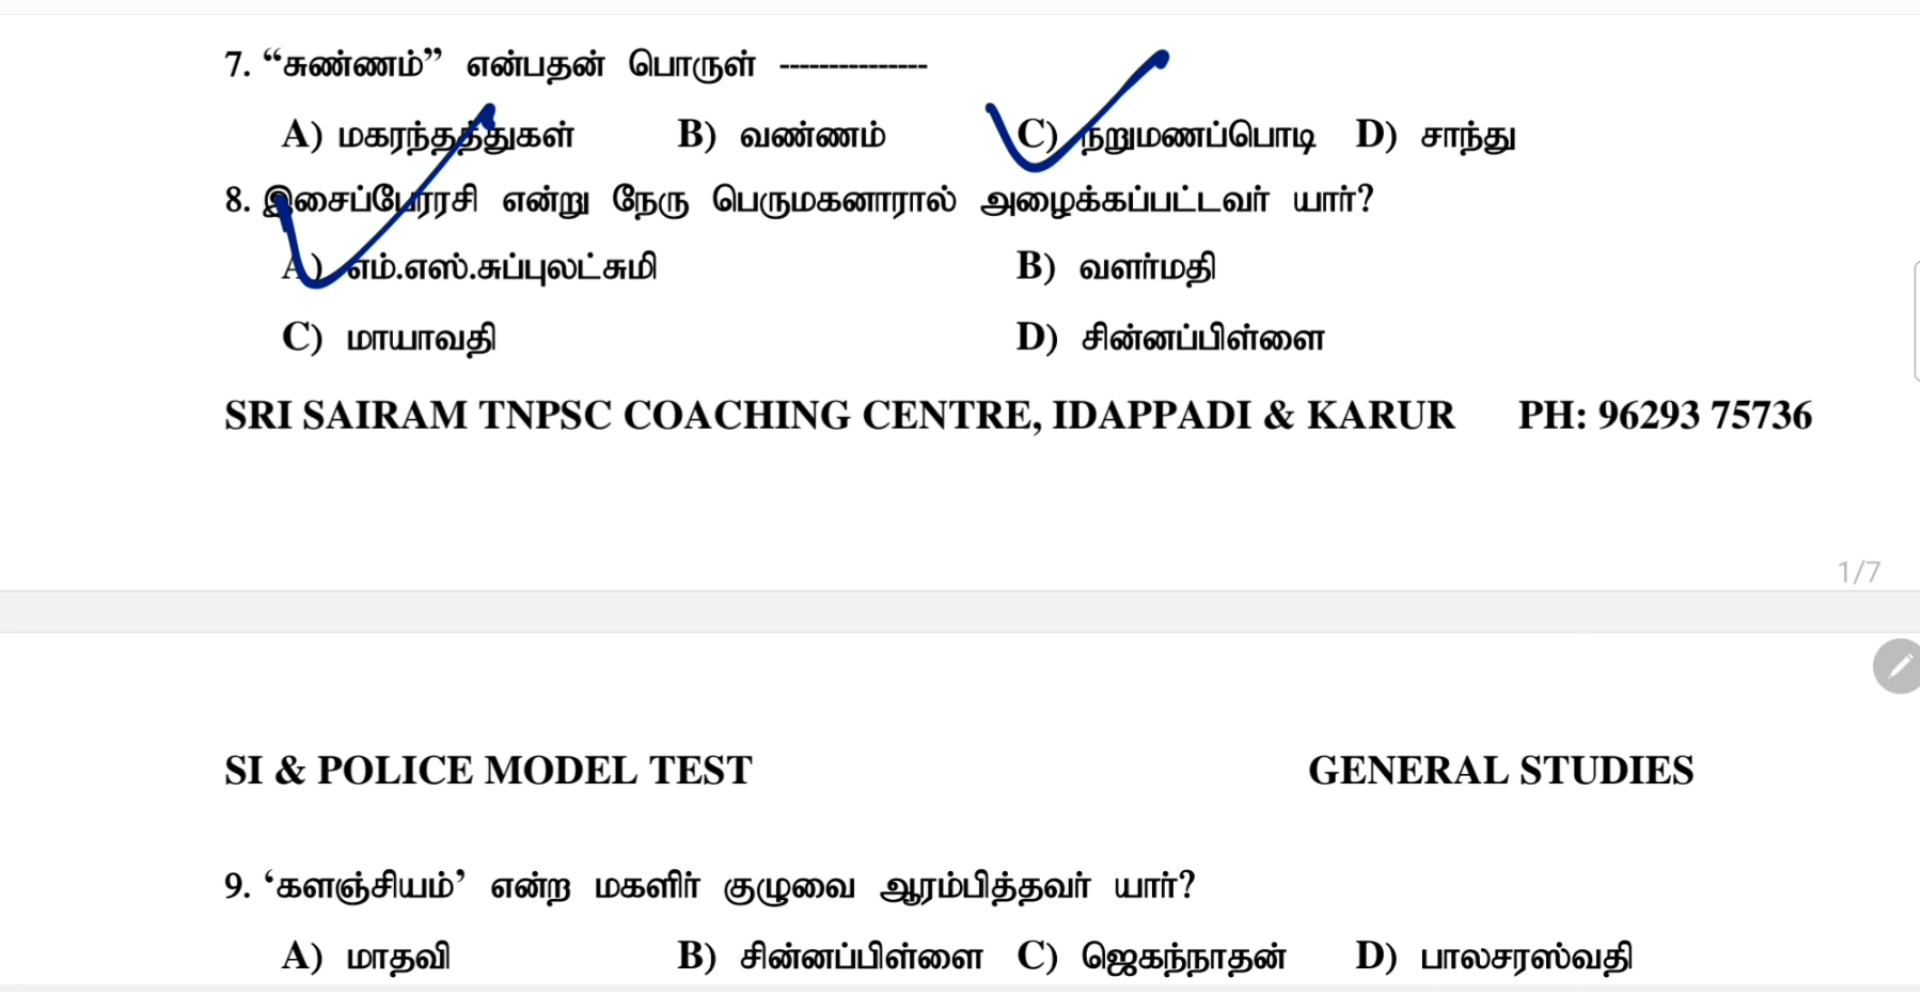 7. “சுண்ணம்” என்பதன் பொருள் ---------------
A) மகரந்தத்துகள் B) வண்ணம் C) நறுமணப்பொடி D) சாந்து
8. இசைப்பேரரசி என்று நேரு பெருமகனாரால் அழைக்கப்பட்டவர் யார்?
A) எம்.எஸ்.சுப்புலட்சுமி B) வளர்மதி
C) மாயாவதி D) சின்னப்பிள்ளை
SRI SAIRAM TNPSC COACHING CENTRE, IDAPPADI & KARUR PH: 96293 75736
1/7
SI & POLICE MODEL TEST GENERAL STUDIES
9. ‘களஞ்சியம்’ என்ற மகளிர் குழுவை ஆரம்பித்தவர் யார்?
A) மாதவி B) சின்னப்பிள்ளை C) ஜெகந்நாதன் D) பாலசரஸ்வதி